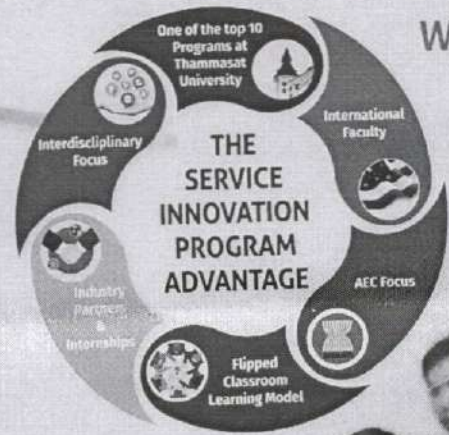 W
One of the top 10
Programs at
Thammasat
University
International
Faculty
AEC Focus
Flipped
Classroom
Learning Model
Industry
Partners
&
Internships
Interdiscliplinary
Focus
THE
SERVICE
INNOVATION
PROGRAM
ADVANTAGE